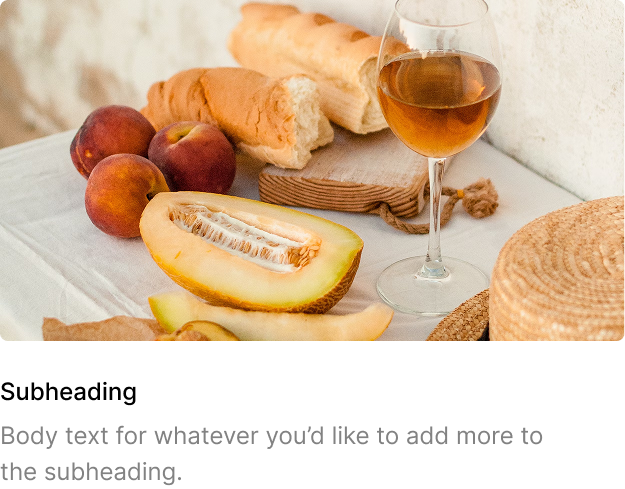 Subheading
Body text for whatever you’d like to add more to
the subheading.